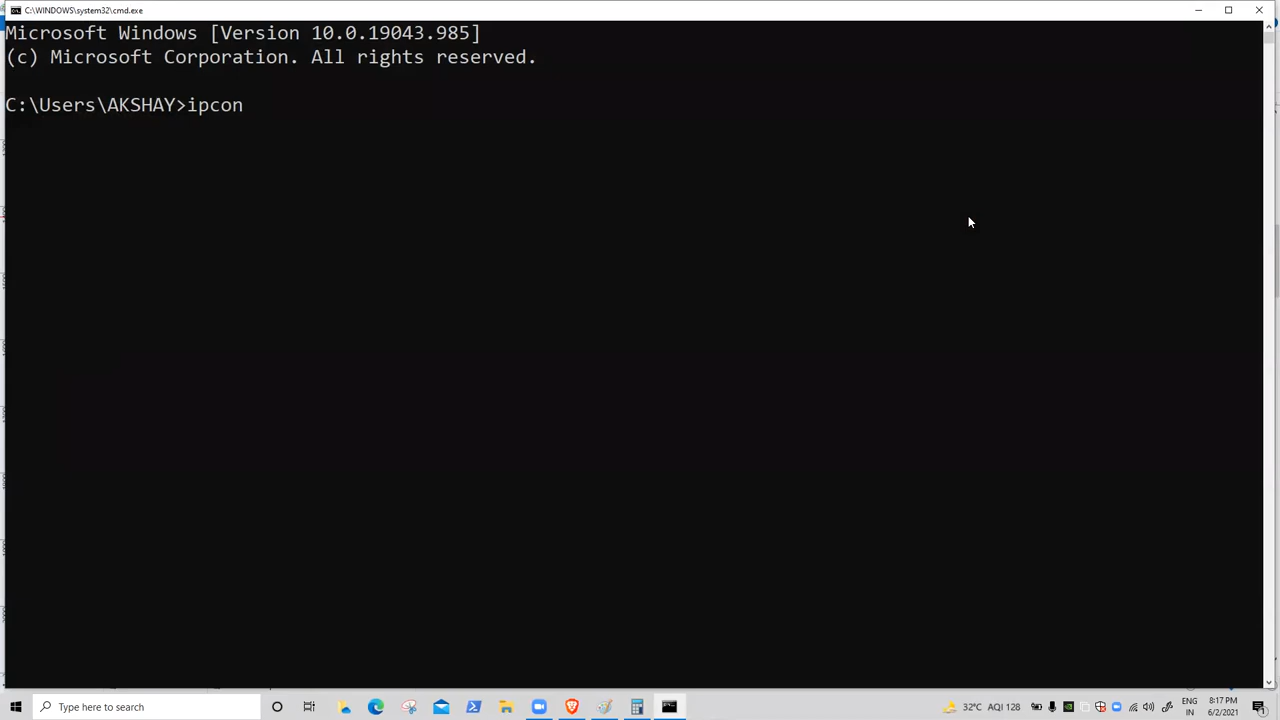 C:\WINDOWS\system32\cmd.exe
Microsoft Windows [Version 10.0.19043.985]
(c) Microsoft Corporation. All rights reserved.
C:\Users\AKSHAY>ipcon
Type here to search
32°C AQI 128
ENG
IN
8:17 PM
6/2/2021